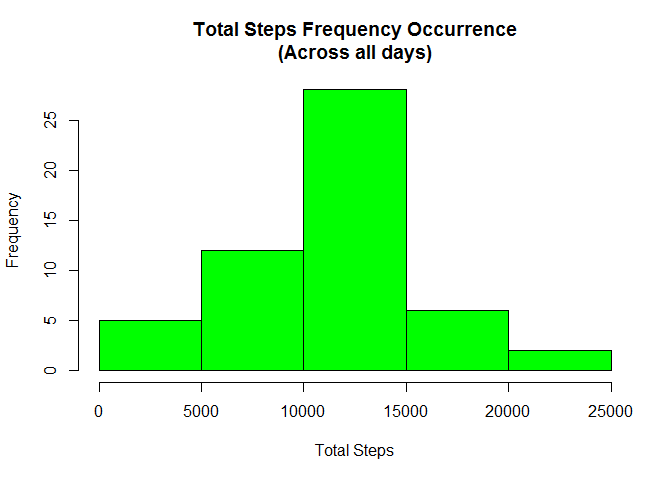 Total Steps Frequency Occurrence
(Across all days)
Frequency
25
20
15
10
5
0
0 5000 10000 15000 20000 25000
Total Steps